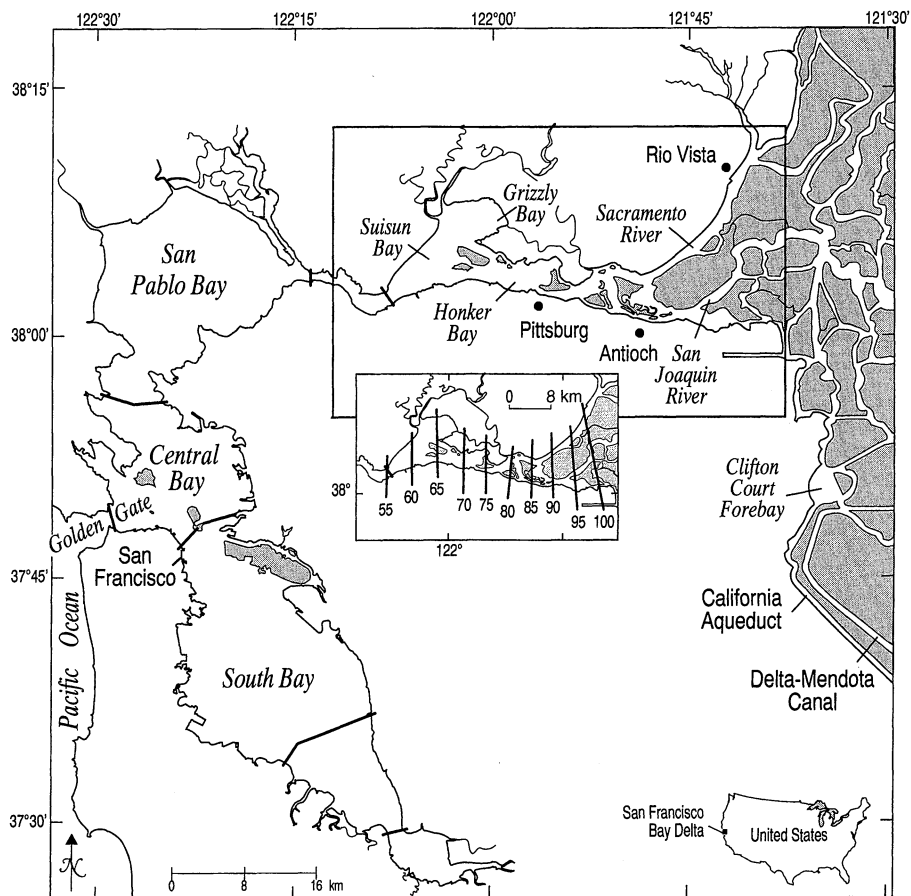 122°30'
122°15'
122°00'
121°45'
121°30'
38°15'
38°00'
37°45'
37°30'
Rio Vista
Grizzly
Bay
Suisun
Bay
Sacramento
River
San
Pablo Bay
Honker
Bay
Pittsburg
Antioch
San
Joaquin
River
0 8 km
38°
55
60
65
70
75
80
85
90
95
100
122°
Central
Bay
Golden Gate
San
Francisco
Clifton
Court
Forebay
California
Aqueduct
Delta-Mendota
Canal
Pacific Ocean
South Bay
San Francisco
Bay Delta
United States
N
0 8 16 km